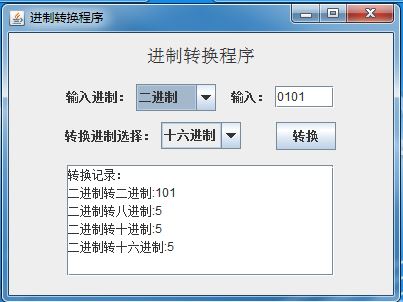 进制转换程序
进制转换程序
输入进制： 二进制 输入： 0101
转换进制选择： 十六进制 转换
转换记录：
二进制转二进制:101
二进制转八进制:5
二进制转十进制:5
二进制转十六进制:5